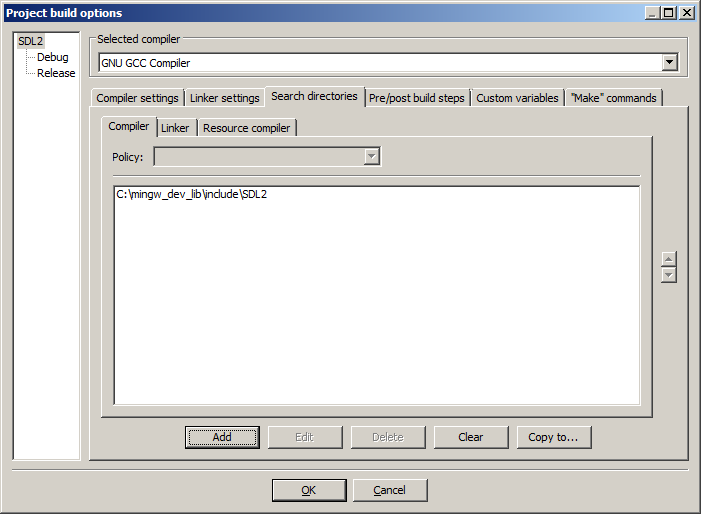 Project build options
SDL2
Debug
Release
Selected compiler
GNU GCC Compiler
Compiler settings Linker settings Search directories Pre/post build steps Custom variables "Make" commands
Compiler Linker Resource compiler
Policy:
C:\mingw_dev_lib\include\SDL2
Add Edit Delete Clear Copy to...
OK Cancel